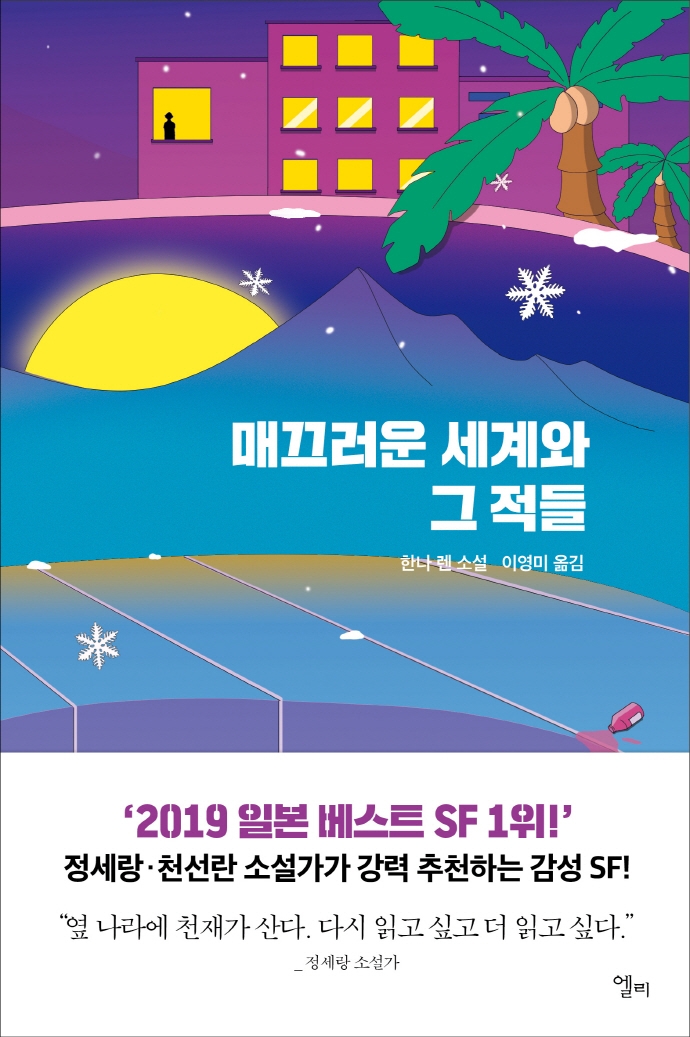 매끄러운 세계와
그 적들
한나 렌 소설 이영미 옮김
‘2019 일본 베스트 SF 1위!’
정세랑·천선란 소설가가 강력 추천하는 감성 SF!
“옆 나라에 천재가 산다. 다시 읽고 싶고 더 읽고 싶다.”
_ 정세랑 소설가
엘리